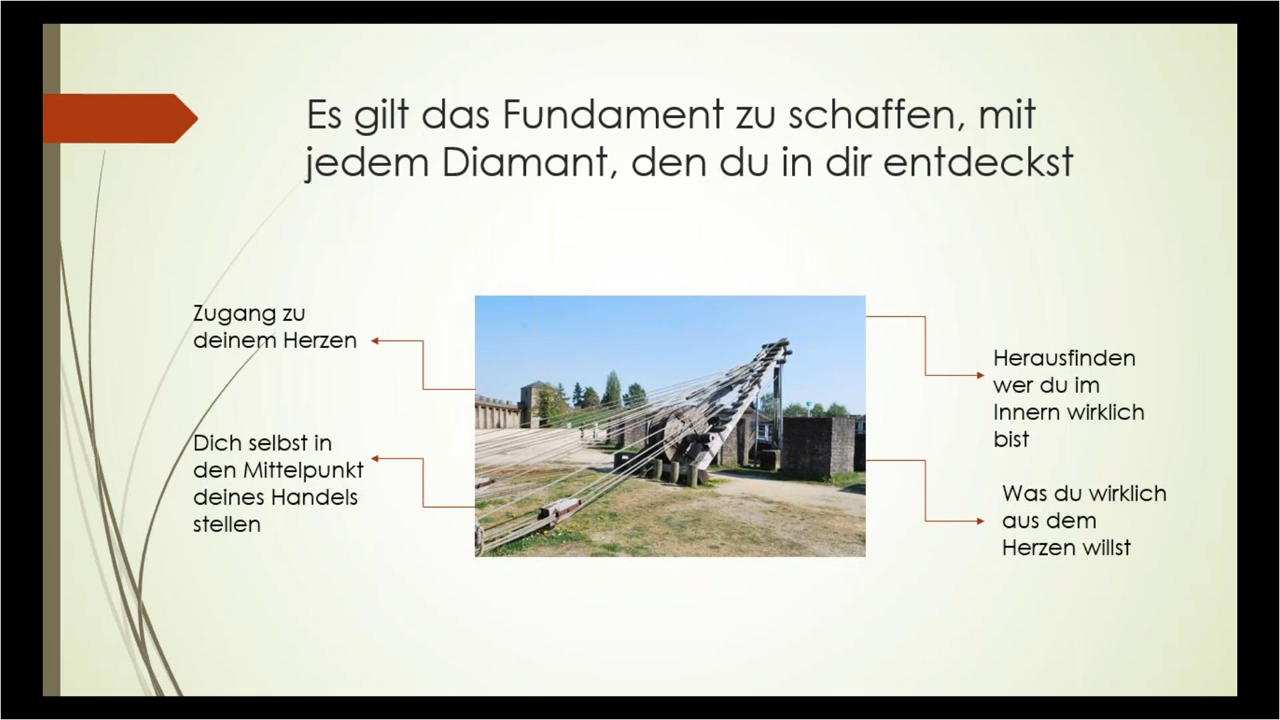 Es gilt das Fundament zu schaffen, mit
jedem Diamant, den du in dir entdeckst
Zugang zu
deinem Herzen
Dich selbst in
den Mittelpunkt
deines Handels
stellen
Herausfinden
wer du im
Innern wirklich
bist
Was du wirklich
aus dem
Herzen willst